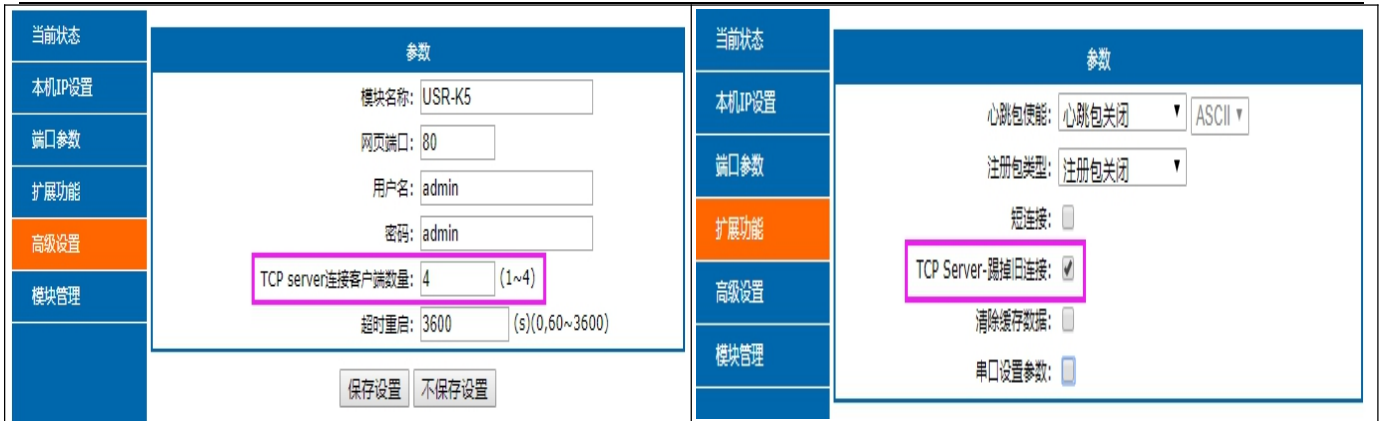 当前状态
本机IP设置
端口参数
扩展功能
高级设置
模块管理
参数
模块名称: USR-K5
网页端口: 80
用户名: admin
密码: admin
TCP server连接客户端数量: 4 (1~4)
超时重启: 3600 (s)(0,60~3600)
保存设置 不保存设置
当前状态
本机IP设置
端口参数
扩展功能
高级设置
模块管理
参数
心跳包使能: 心跳包关闭 ASCII
注册包类型: 注册包关闭
短连接:
TCP Server-踢掉旧连接:
清除缓存数据:
串口设置参数: